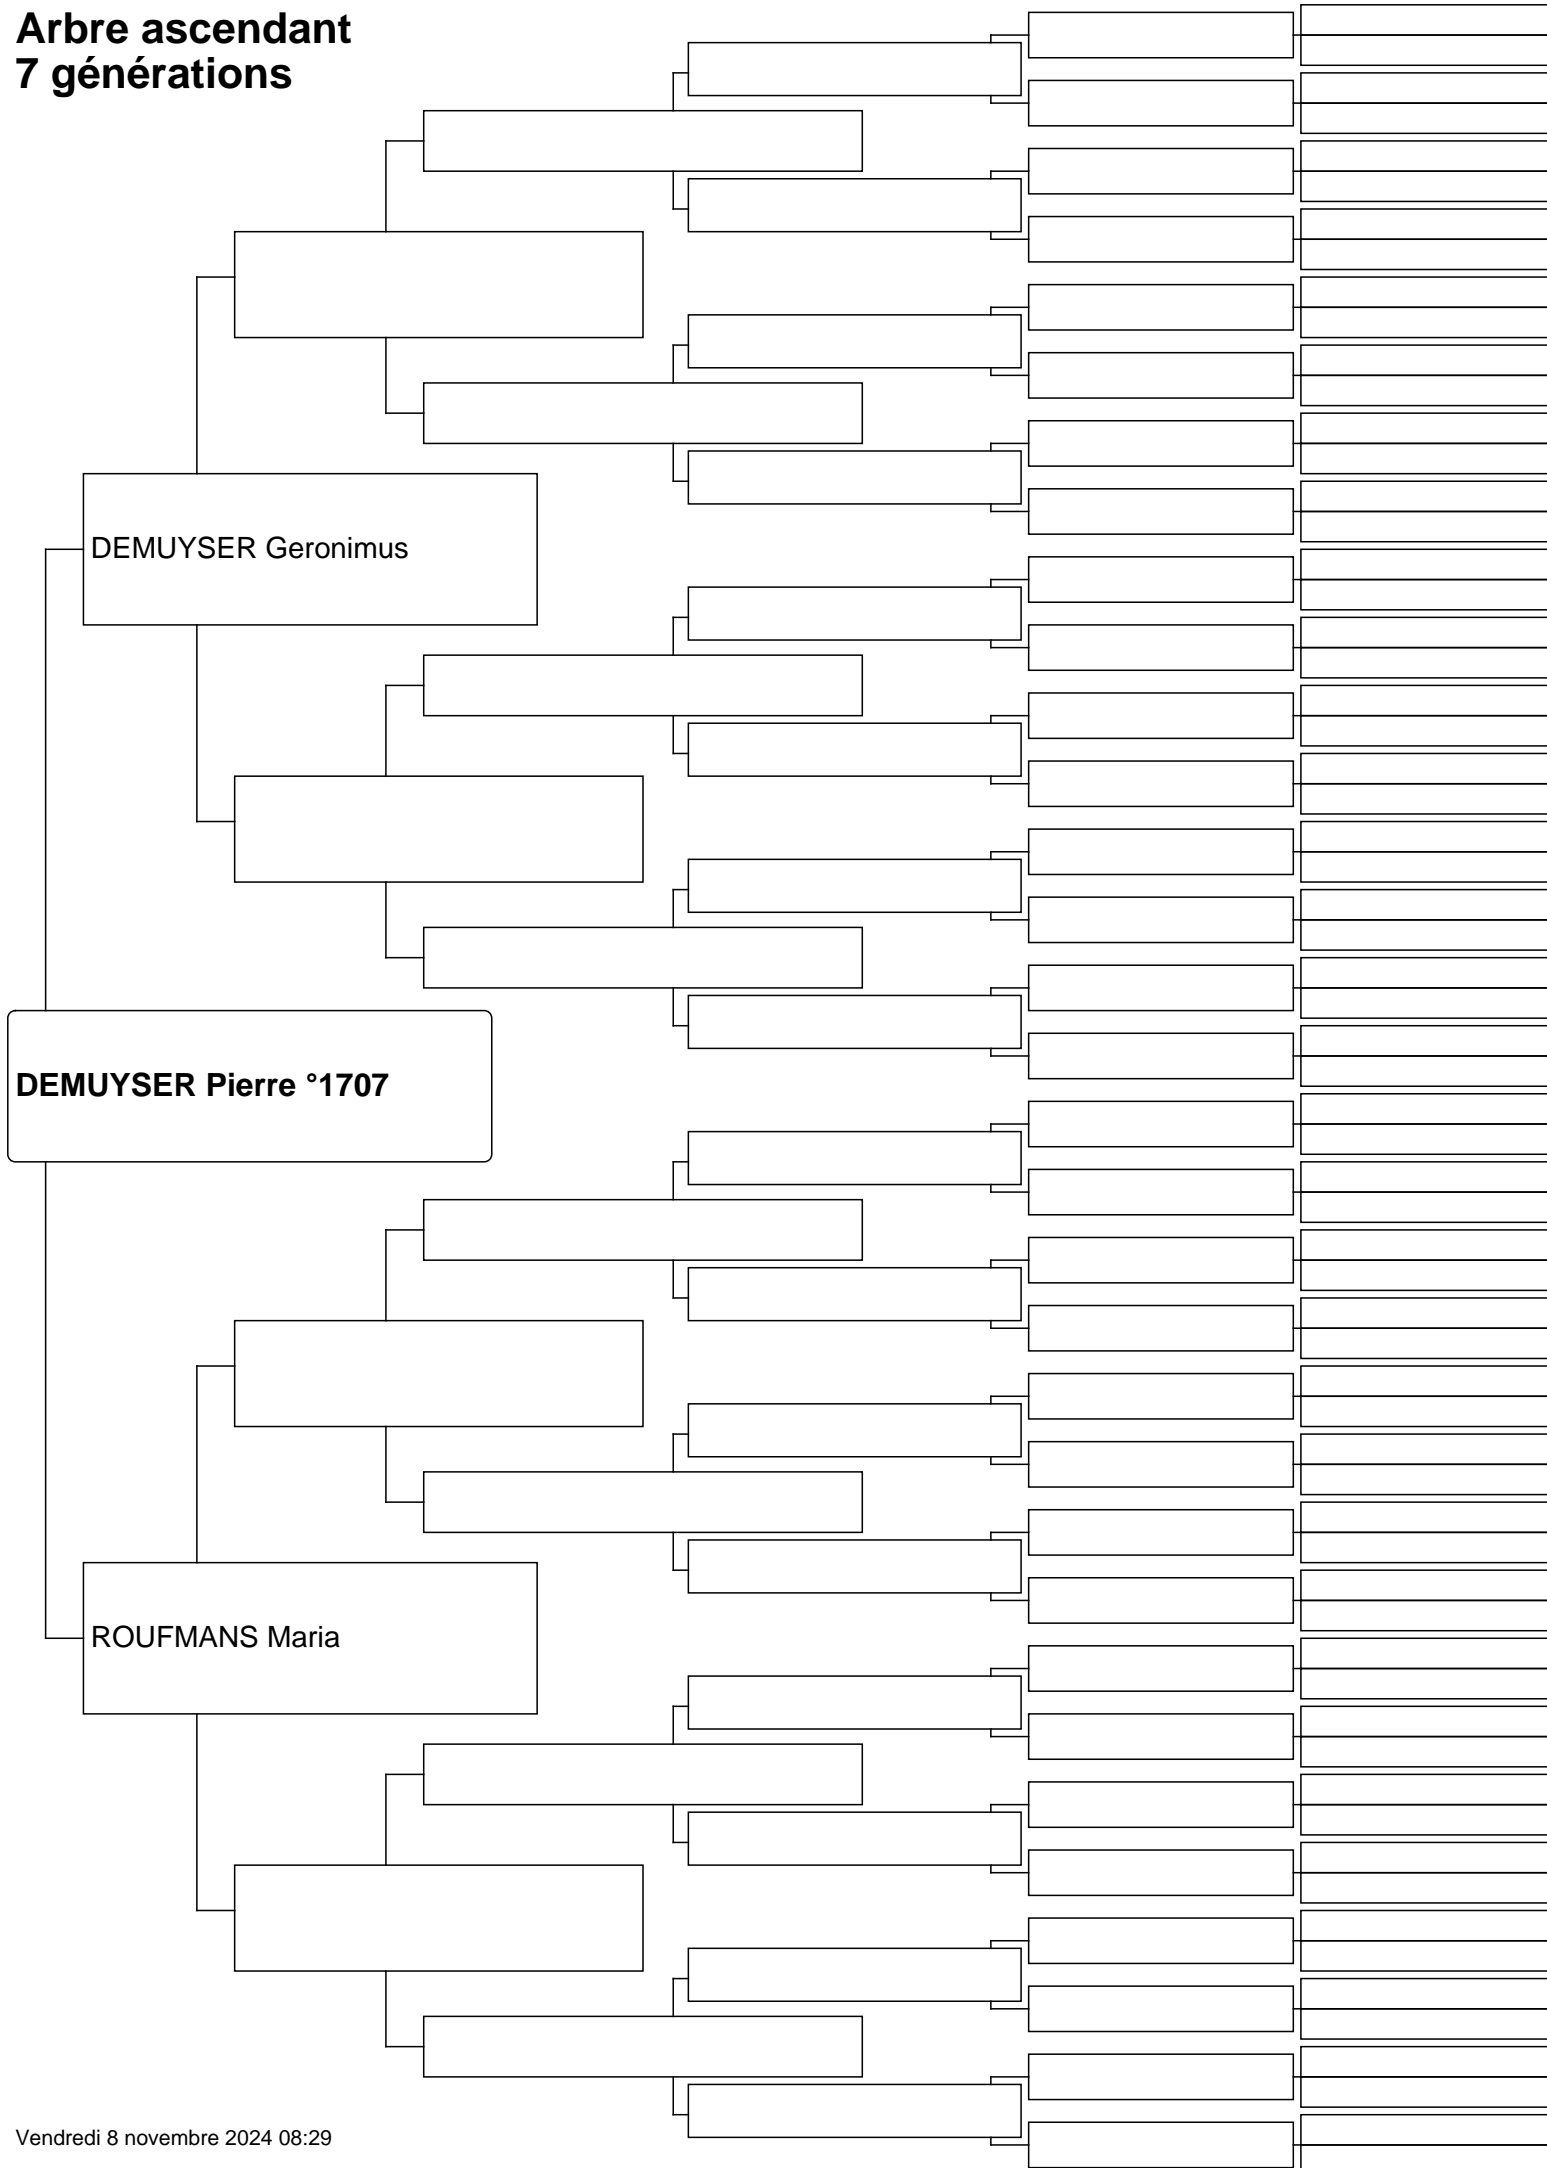 Arbre ascendant
7 générations
DEMUYSER Geronimus
DEMUYSER Pierre °1707
ROUFMANS Maria
Vendredi 8 novembre 2024 08:29